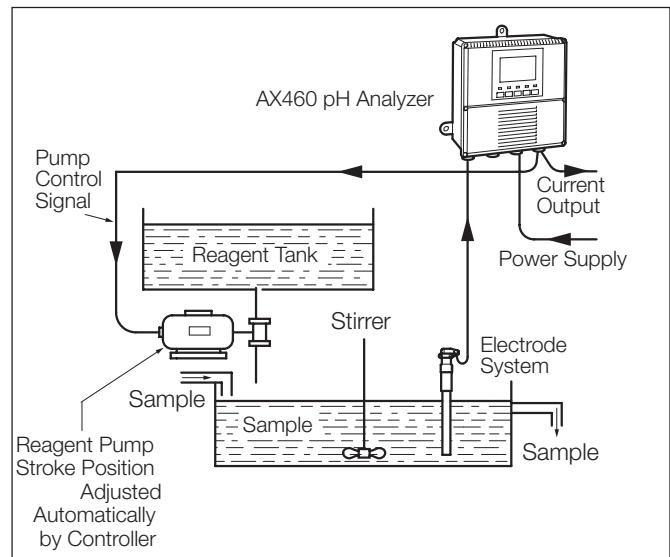 AX460 pH Analyzer
Pump
Control
Signal
Current
Output
Reagent Tank
Power Supply
Stirrer
Electrode
System
Sample
Sample
Sample
Reagent Pump
Stroke Position
Adjusted
Automatically
by Controller